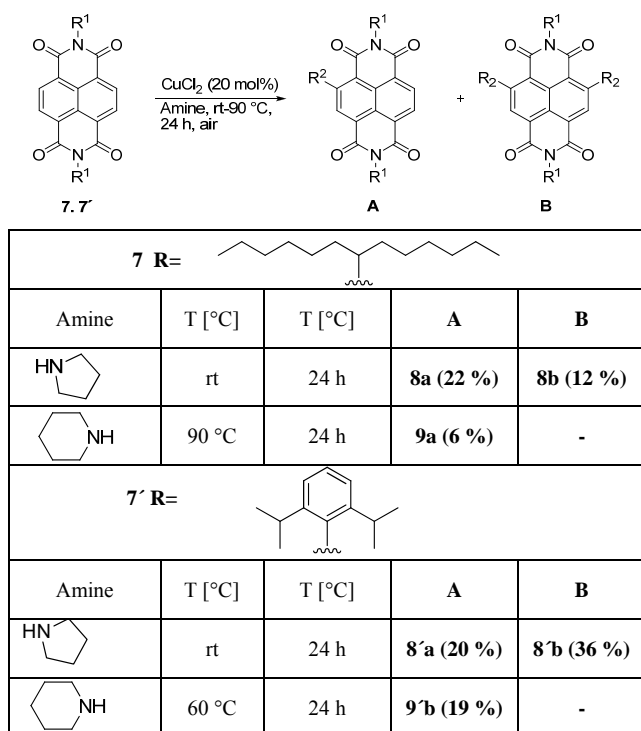 R¹ R¹ R¹
O N O O N O O N O
CuCl₂ (20 mol%) R² R₂ R₂
Amine, rt-90 °C, +
24 h, air
O N O O N O O N O
R¹ R¹ R¹
7. 7´ A B
7 R=
Amine T [°C] T [°C] A B
HN rt 24 h 8a (22 %) 8b (12 %)
NH 90 °C 24 h 9a (6 %) -
7´ R=
Amine T [°C] T [°C] A B
HN rt 24 h 8´a (20 %) 8´b (36 %)
NH 60 °C 24 h 9´b (19 %) -